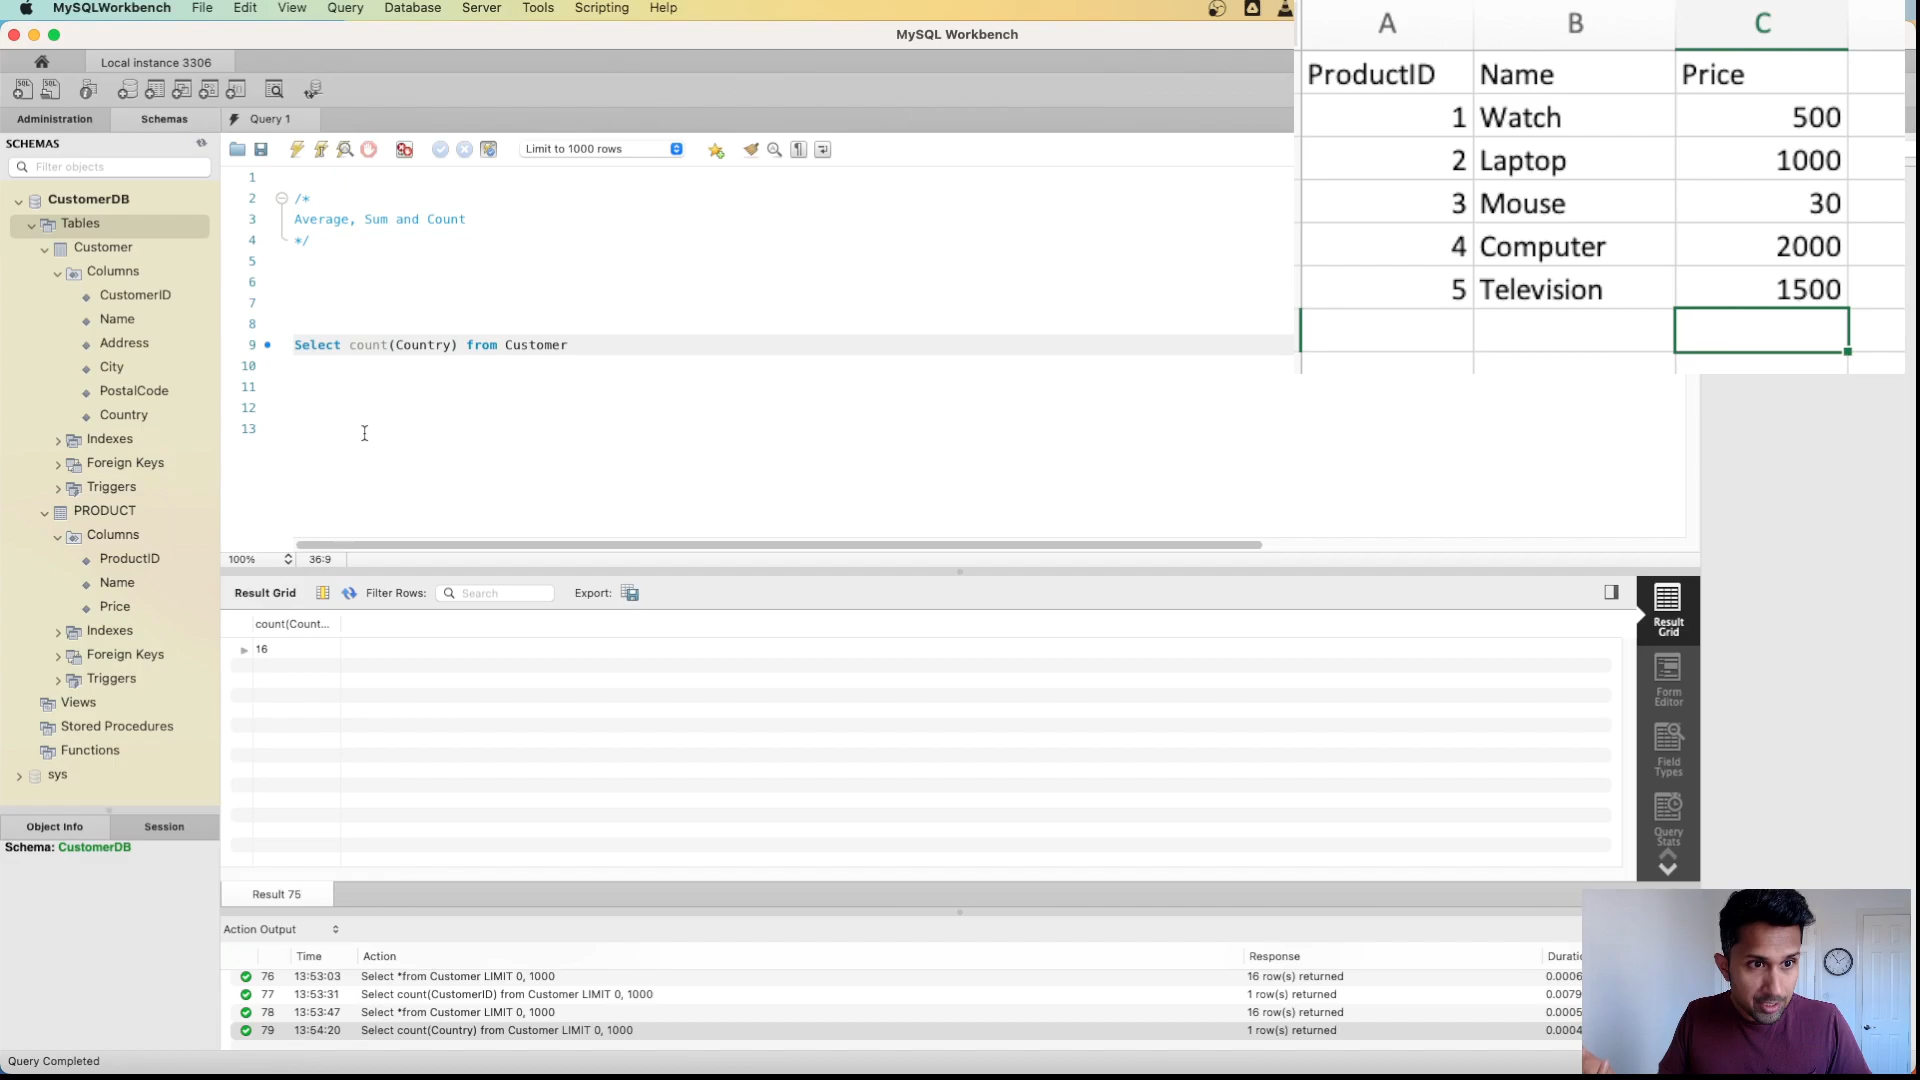 MySQLWorkbench File Edit View Query Database Server Tools Scripting Help
MySQL Workbench
Local instance 3306
Administration Schemas Query 1
SCHEMAS
Filter objects
CustomerDB
Tables
Customer
Columns
CustomerID
Name
Address
City
PostalCode
Country
Indexes
Foreign Keys
Triggers
PRODUCT
Columns
ProductID
Name
Price
Indexes
Foreign Keys
Triggers
Views
Stored Procedures
Functions
sys
Object Info Session
Schema: CustomerDB
Limit to 1000 rows
1
2 /*
3 Average, Sum and Count
4 */
5
6
7
8
9 Select count(Country) from Customer
10
11
12
13
100% 36:9
A B C
ProductID Name Price
1 Watch 500
2 Laptop 1000
3 Mouse 30
4 Computer 2000
5 Television 1500
Result Grid Filter Rows: Search Export:
count(Count...
16
Result Grid
Form Editor
Field Types
Query Stats
Result 75
Action Output
Time Action Response Duratic
76 13:53:03 Select *from Customer LIMIT 0, 1000 16 row(s) returned 0.0006
77 13:53:31 Select count(CustomerID) from Customer LIMIT 0, 1000 1 row(s) returned 0.0079
78 13:53:47 Select *from Customer LIMIT 0, 1000 16 row(s) returned 0.0005
79 13:54:20 Select count(Country) from Customer LIMIT 0, 1000 1 row(s) returned 0.0004
Query Completed